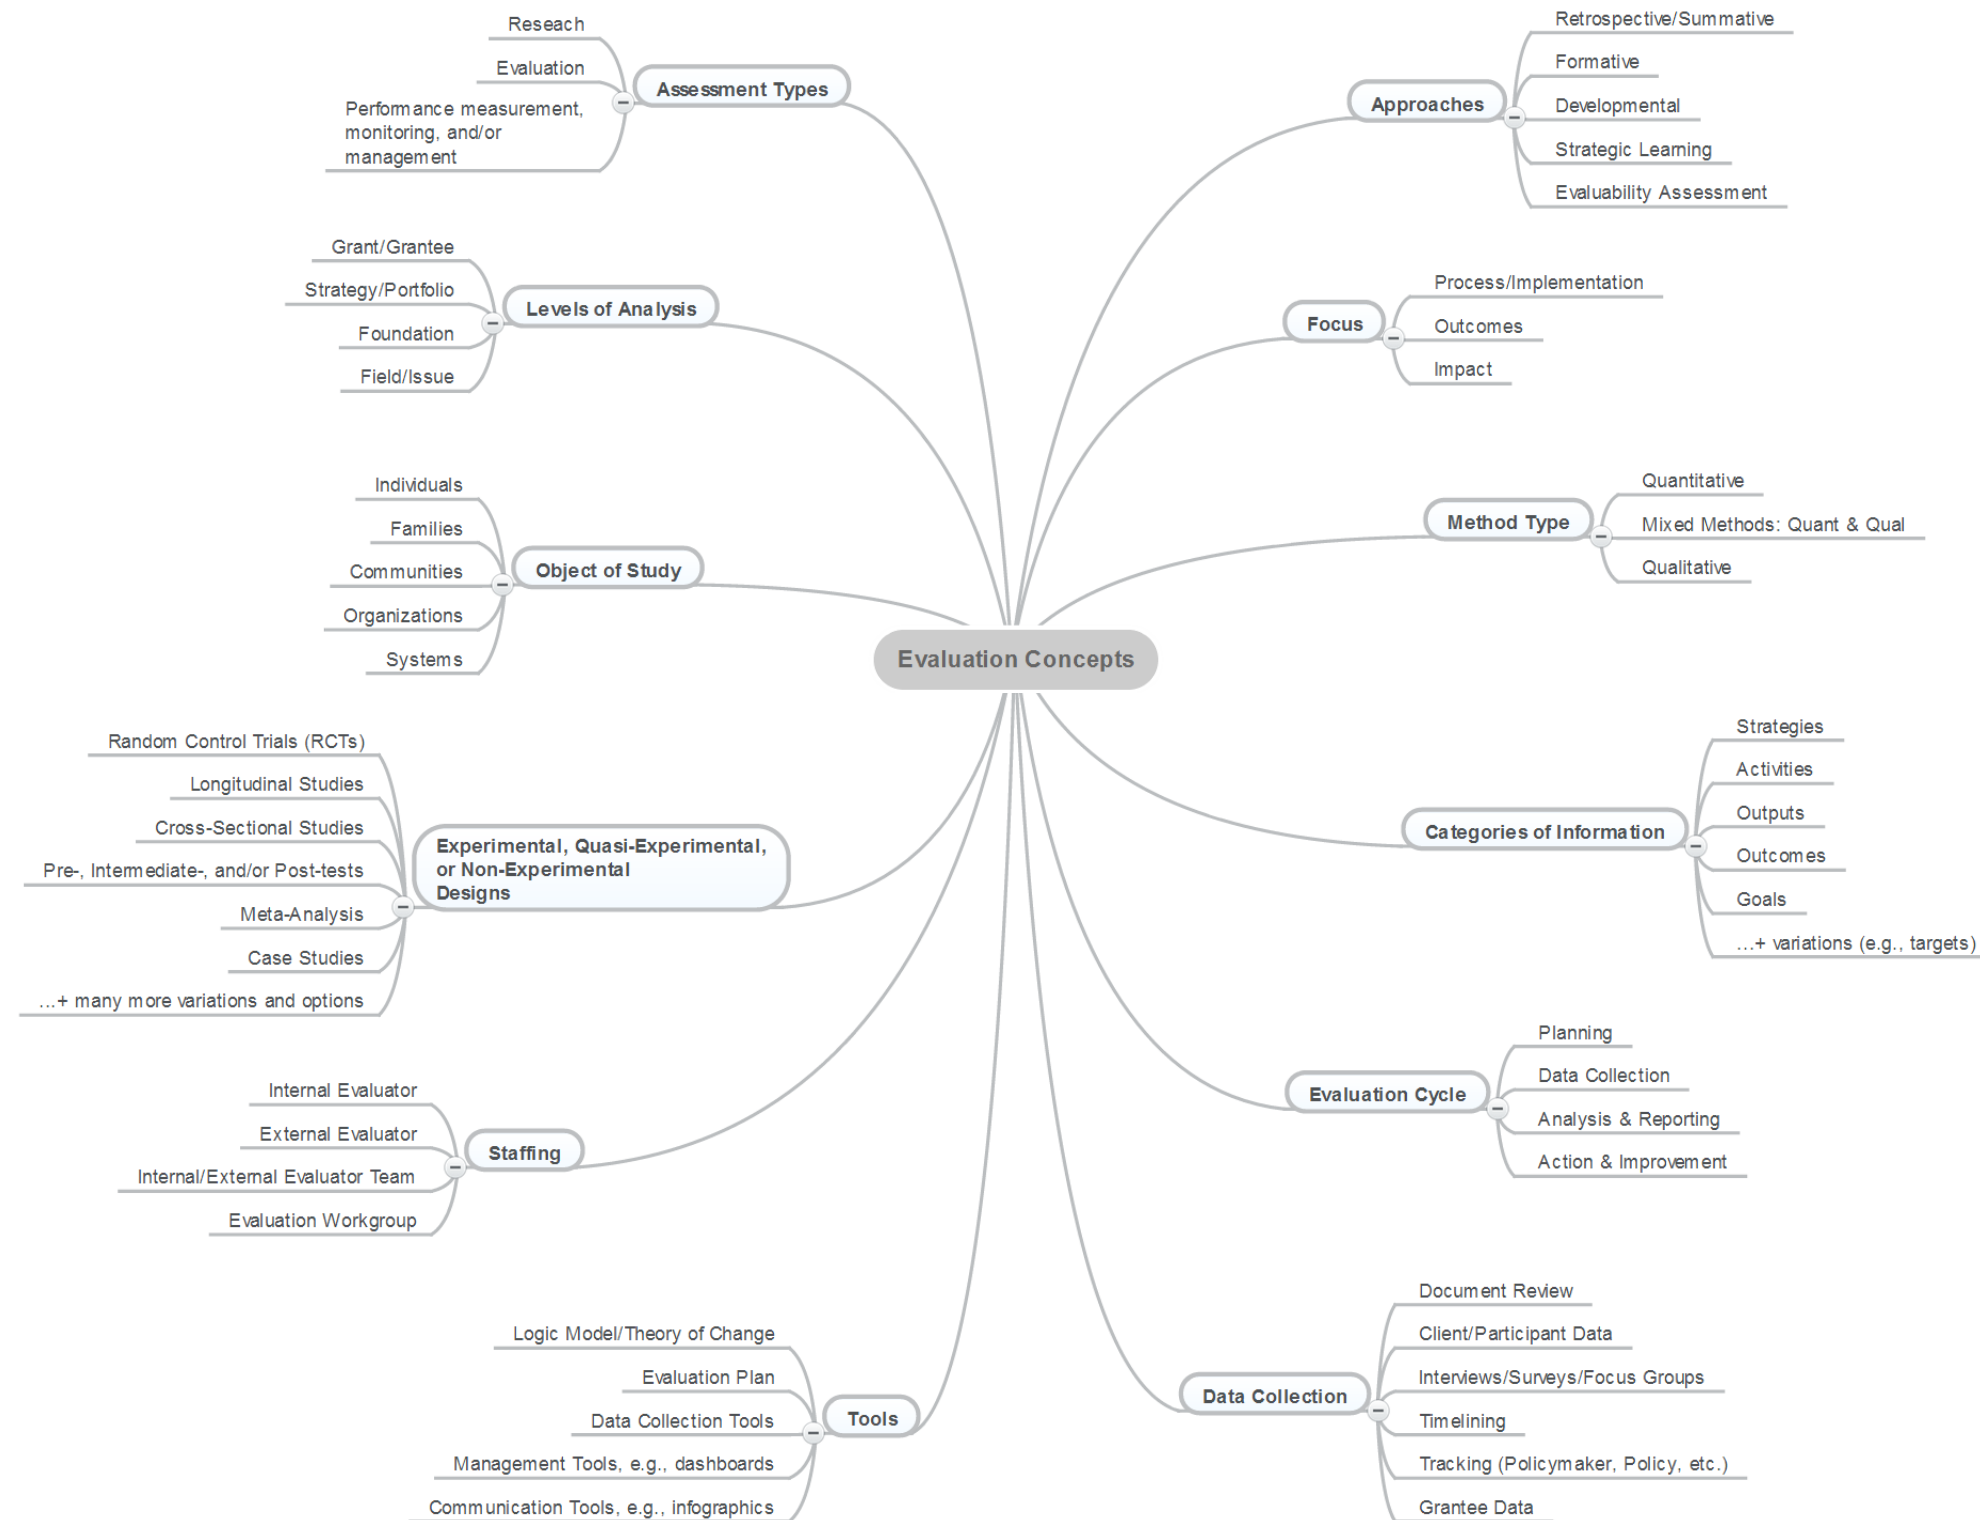 Evaluation Concepts
Assessment Types
Reseach
Evaluation
Performance measurement,
monitoring, and/or
management
Levels of Analysis
Grant/Grantee
Strategy/Portfolio
Foundation
Field/Issue
Object of Study
Individuals
Families
Communities
Organizations
Systems
Experimental, Quasi-Experimental,
or Non-Experimental
Designs
Random Control Trials (RCTs)
Longitudinal Studies
Cross-Sectional Studies
Pre-, Intermediate-, and/or Post-tests
Meta-Analysis
Case Studies
...+ many more variations and options
Staffing
Internal Evaluator
External Evaluator
Internal/External Evaluator Team
Evaluation Workgroup
Tools
Logic Model/Theory of Change
Evaluation Plan
Data Collection Tools
Management Tools, e.g., dashboards
Communication Tools, e.g., infographics
Approaches
Retrospective/Summative
Formative
Developmental
Strategic Learning
Evaluability Assessment
Focus
Process/Implementation
Outcomes
Impact
Method Type
Quantitative
Mixed Methods: Quant & Qual
Qualitative
Categories of Information
Strategies
Activities
Outputs
Outcomes
Goals
...+ variations (e.g., targets)
Evaluation Cycle
Planning
Data Collection
Analysis & Reporting
Action & Improvement
Data Collection
Document Review
Client/Participant Data
Interviews/Surveys/Focus Groups
Timelining
Tracking (Policymaker, Policy, etc.)
Grantee Data